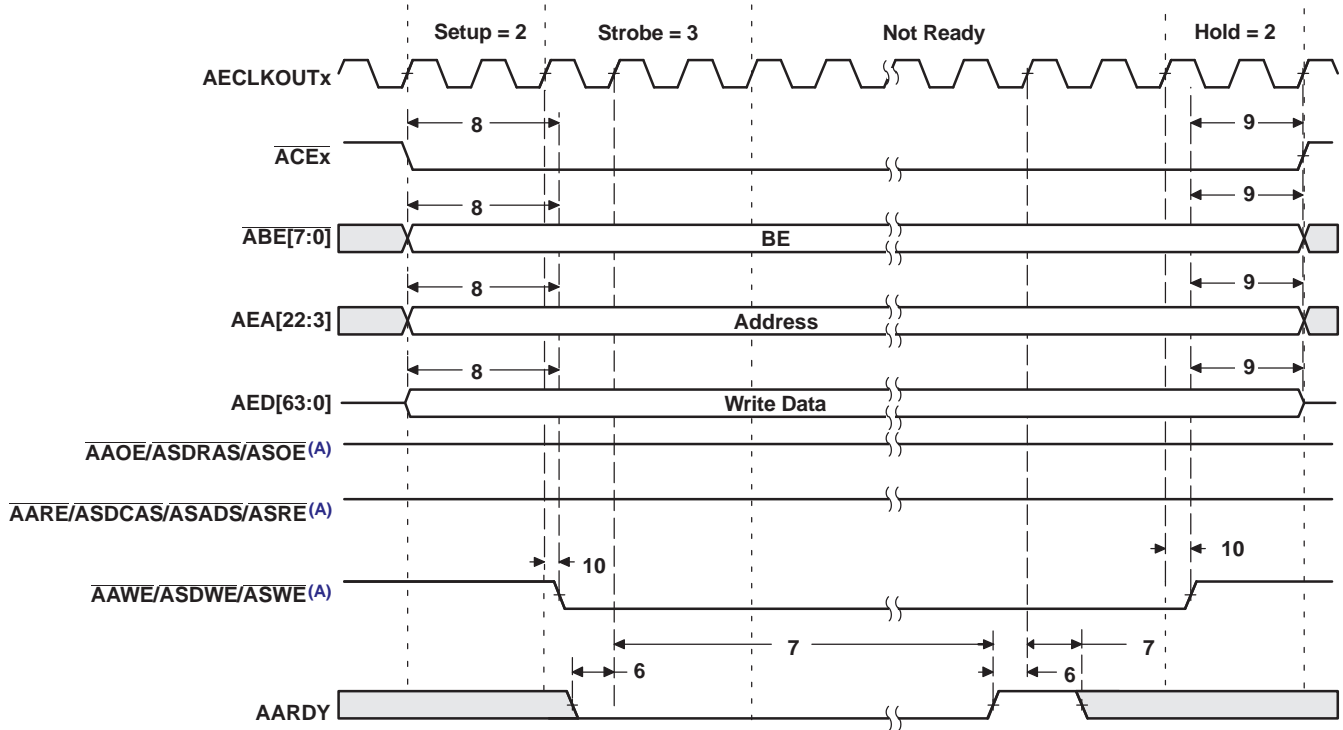 Setup = 2 Strobe = 3 Not Ready Hold = 2
AECLKOUTx
8 9
ACEx
8 9
ABE[7:0] BE
8 9
AEA[22:3] Address
8 9
AED[63:0] Write Data
AAOE/ASDRAS/ASOE(A)
AARE/ASDCAS/ASADS/ASRE(A)
10 10
AAWE/ASDWE/ASWE(A)
7 7
6 6
AARDY